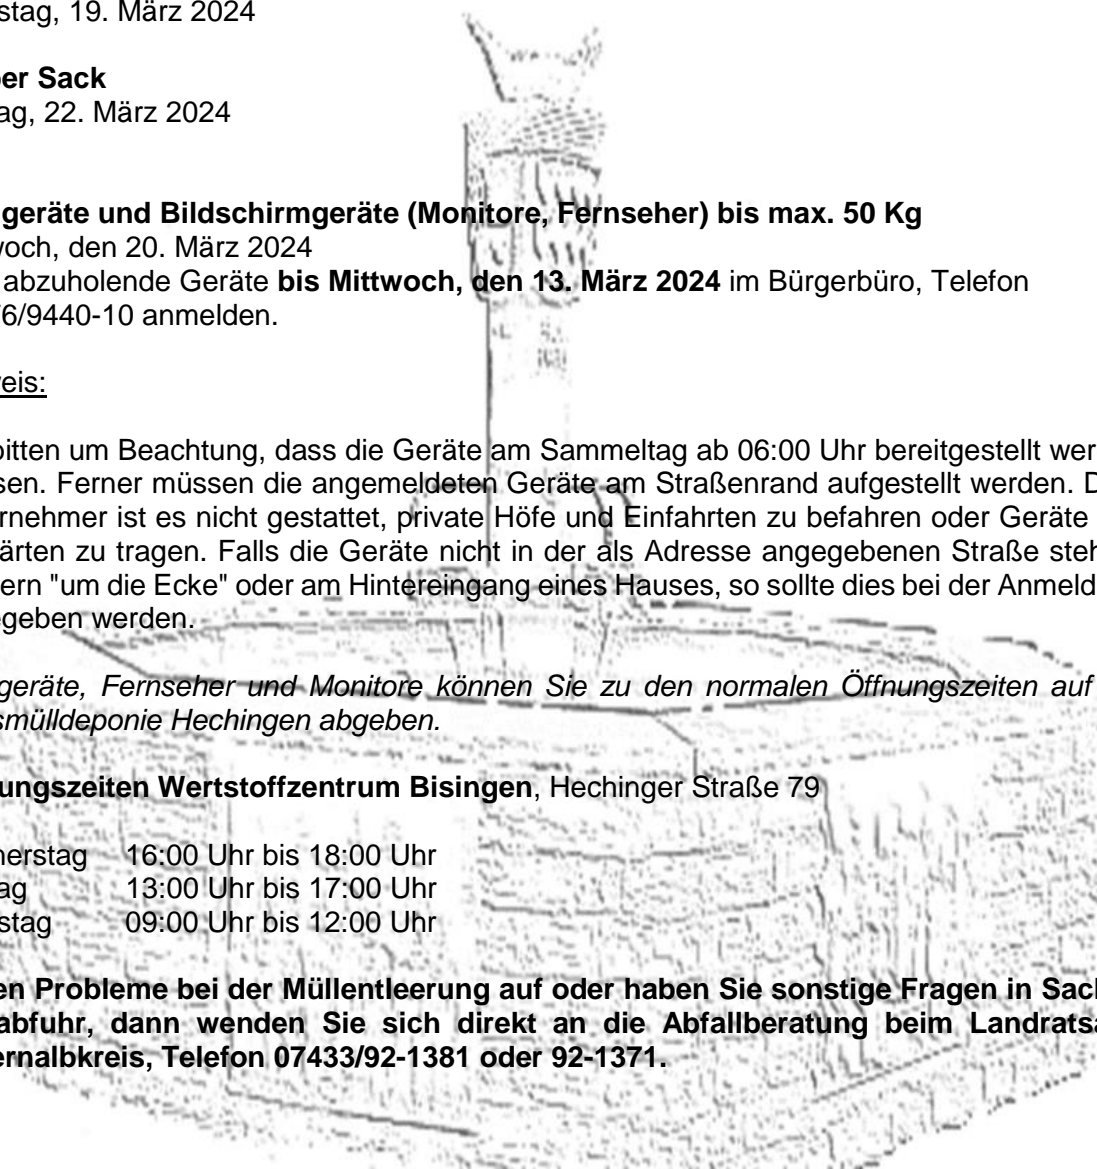 stag, 19. März 2024
er Sack
ag, 22. März 2024
geräte und Bildschirmgeräte (Monitore, Fernseher) bis max. 50 Kg
woch, den 20. März 2024
abzuholende Geräte bis Mittwoch, den 13. März 2024 im Bürgerbüro, Telefon
6/9440-10 anmelden.
eis:
bitten um Beachtung, dass die Geräte am Sammeltag ab 06:00 Uhr bereitgestellt wer
sen. Ferner müssen die angemeldeten Geräte am Straßenrand aufgestellt werden. D
rnehmer ist es nicht gestattet, private Höfe und Einfahrten zu befahren oder Geräte
ärten zu tragen. Falls die Geräte nicht in der als Adresse angegebenen Straße steh
ern "um die Ecke" oder am Hintereingang eines Hauses, so sollte dies bei der Anmeld
egeben werden.
geräte, Fernseher und Monitore können Sie zu den normalen Öffnungszeiten auf
smülldeponie Hechingen abgeben.
ungszeiten Wertstoffzentrum Bisingen, Hechinger Straße 79
nerstag 16:00 Uhr bis 18:00 Uhr
ag 13:00 Uhr bis 17:00 Uhr
stag 09:00 Uhr bis 12:00 Uhr
en Probleme bei der Müllentleerung auf oder haben Sie sonstige Fragen in Sac
abfuhr, dann wenden Sie sich direkt an die Abfallberatung beim Landratsa
ernalbkreis, Telefon 07433/92-1381 oder 92-1371.